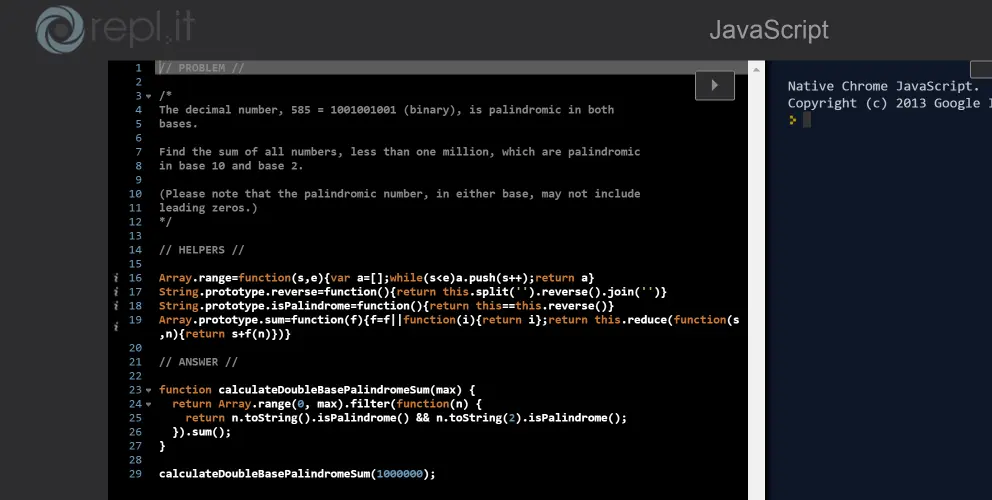 repl.it
JavaScript
1 // PROBLEM //
2
3 /*
4 The decimal number, 585 = 1001001001 (binary), is palindromic in both
5 bases.
6
7 Find the sum of all numbers, less than one million, which are palindromic
8 in base 10 and base 2.
9
10 (Please note that the palindromic number, in either base, may not include
11 leading zeros.)
12 */
13
14 // HELPERS //
15
16 Array.range=function(s,e){var a=[];while(s<e)a.push(s++);return a}
17 String.prototype.reverse=function(){return this.split('').reverse().join('')}
18 String.prototype.isPalindrome=function(){return this==this.reverse()}
19 Array.prototype.sum=function(f){f=f||function(i){return i};return this.reduce(function(s
,n){return s+f(n)})}
20
21 // ANSWER //
22
23 function calculateDoubleBasePalindromeSum(max) {
24 return Array.range(0, max).filter(function(n) {
25 return n.toString().isPalindrome() && n.toString(2).isPalindrome();
26 }).sum();
27 }
28
29 calculateDoubleBasePalindromeSum(1000000);
Native Chrome JavaScript.
Copyright (c) 2013 Google I